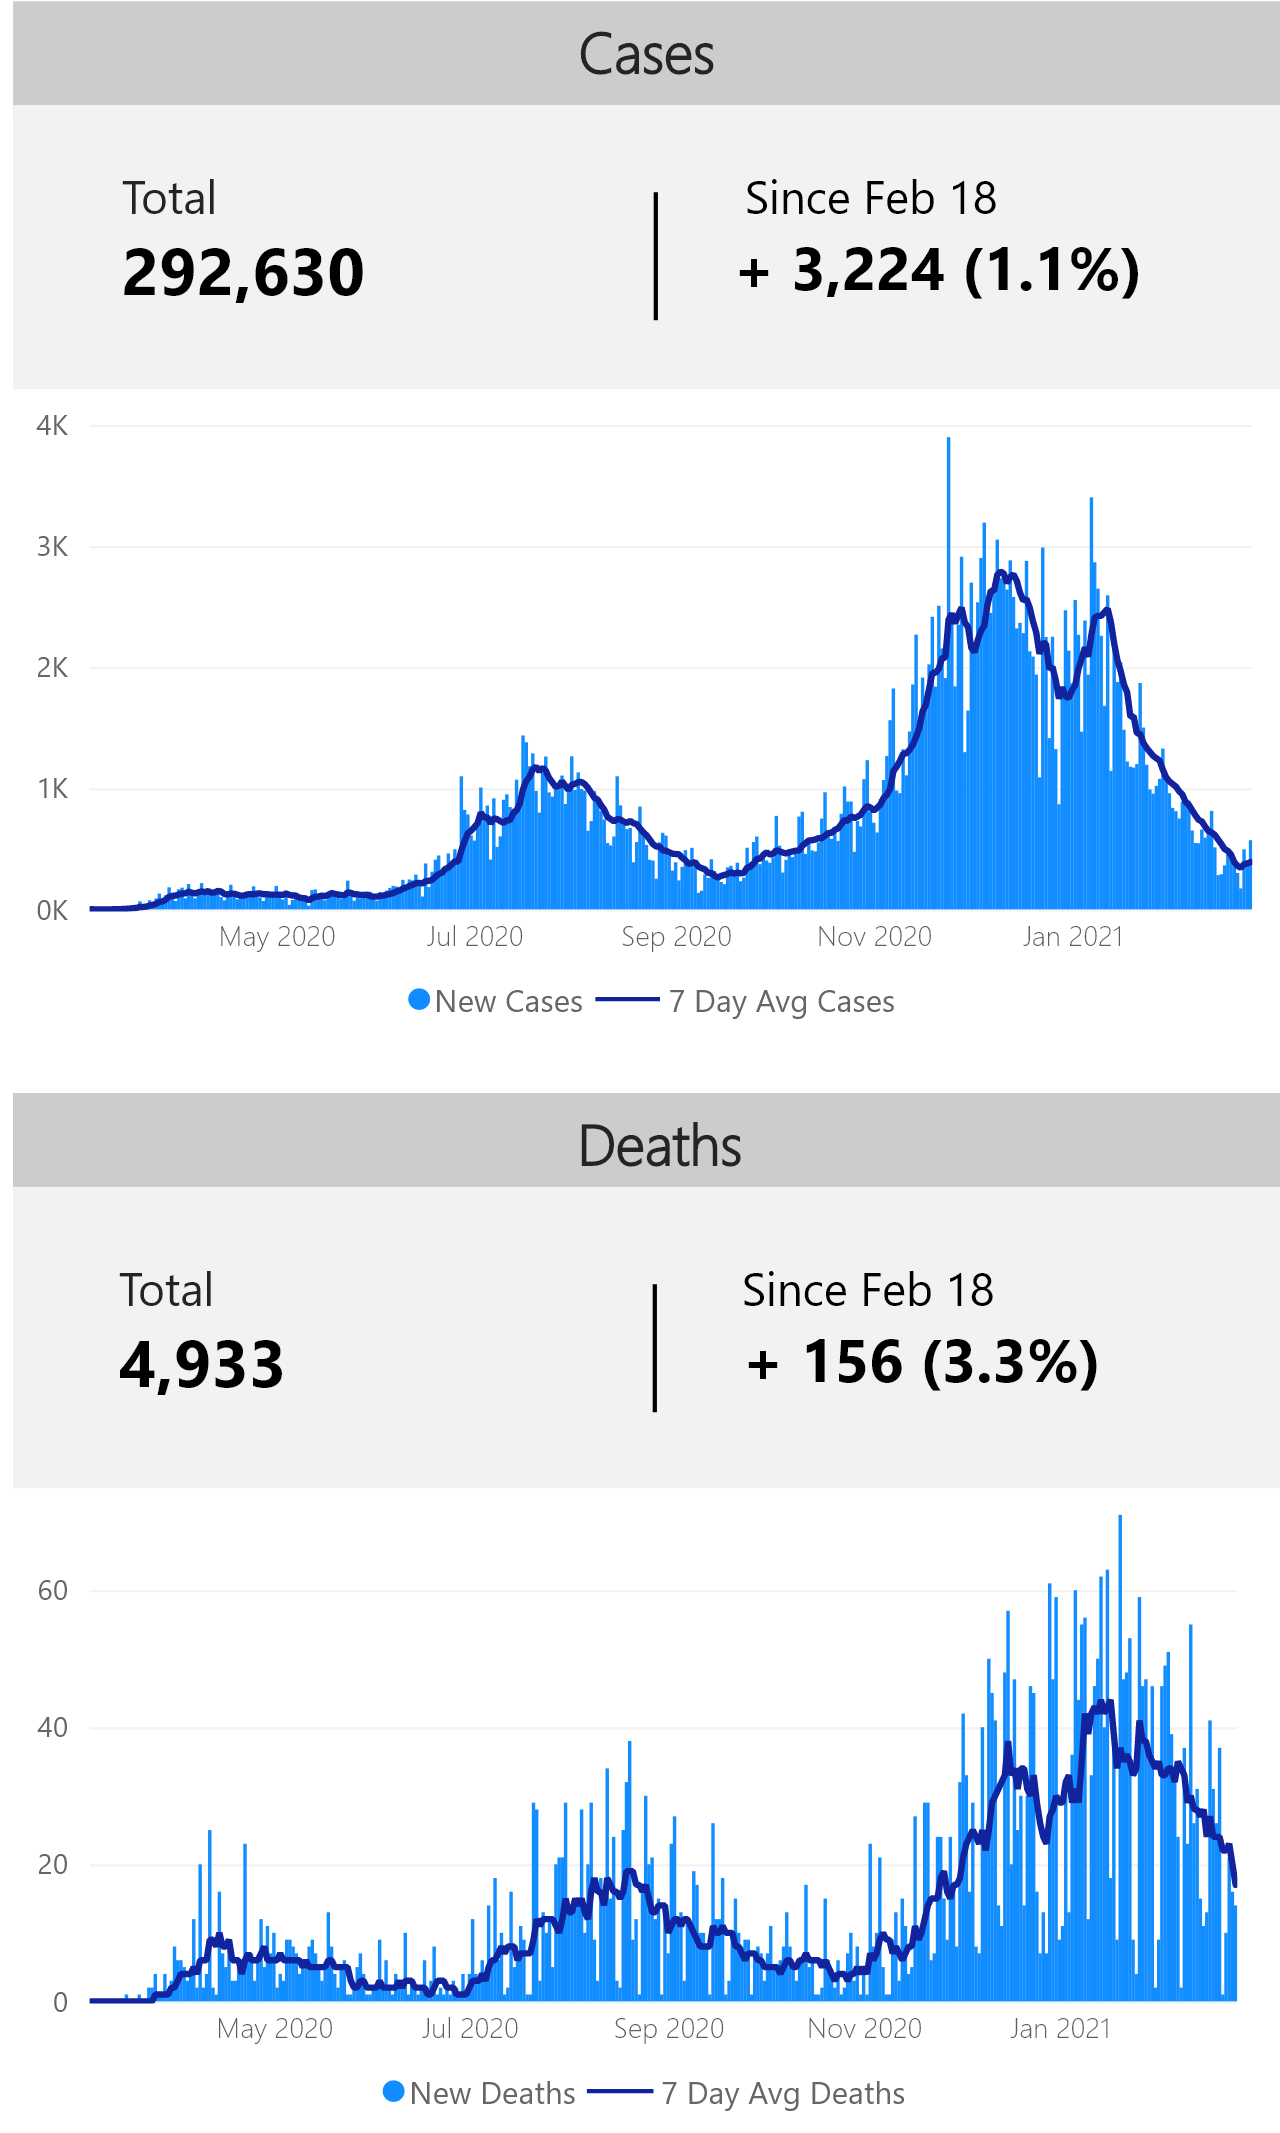 Cases
Total
Since Feb 18
292,630
+ 3,224 (1.1%)
4K
3K
2K
1K
0K
May 2020
Jul 2020
Sep 2020
Nov 2020
Jan 2021
New Cases
7 Day Avg Cases
Deaths
Total
Since Feb 18
4,933
+ 156 (3.3%)
60
40
20
0
May 2020
Jul 2020
Sep 2020
Nov 2020
Jan 2021
New Deaths
7 Day Avg Deaths